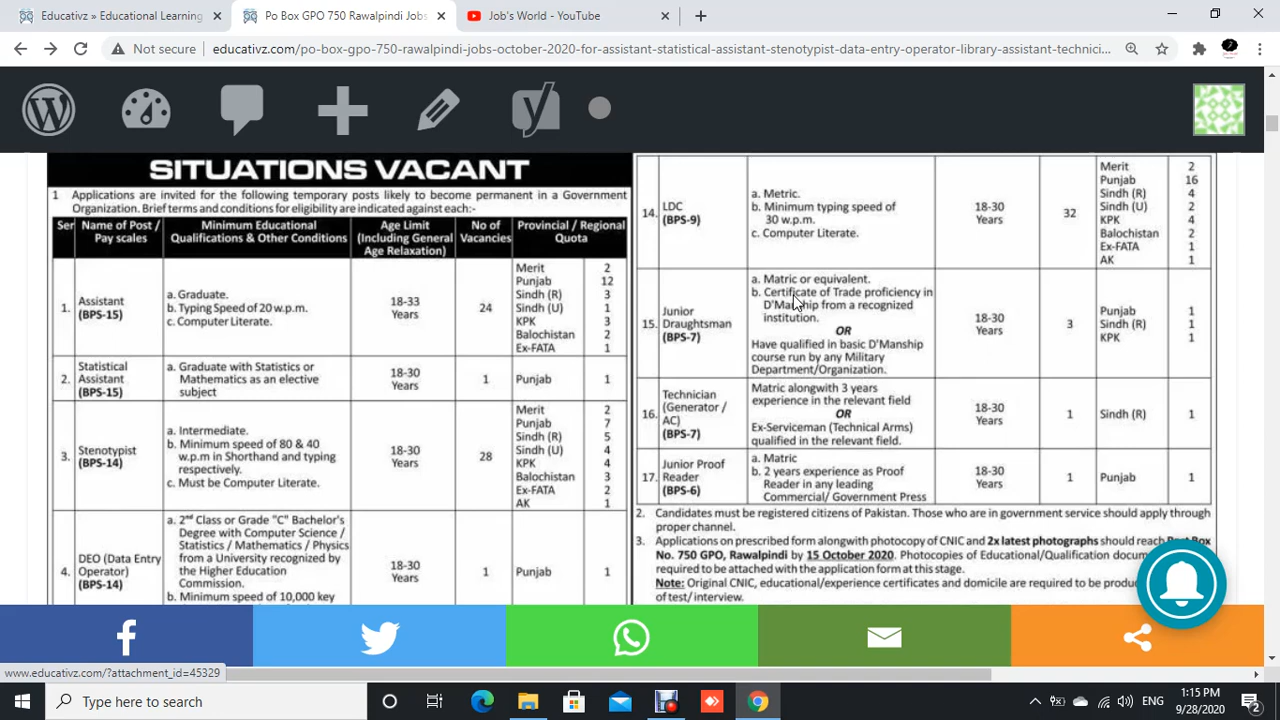 Educativz » Educational Learning
Po Box GPO 750 Rawalpindi Jobs
Job's World - YouTube
Not secure
educativz.com/po-box-gpo-750-rawalpindi-jobs-october-2020-for-assistant-statistical-assistant-stenotypist-data-entry-operator-library-assistant-technici...
SITUATIONS VACANT
1 Applications are invited for the following temporary posts likely to become permanent in a Government
Organization. Brief terms and conditions for eligibility are indicated against each:-
Ser
Name of Post /
Pay scales
Minimum Educational
Qualifications & Other Conditions
Age Limit
(Including General
Age Relaxation)
No of
Vacancies
Provincial / Regional
Quota
1.
Assistant
(BPS-15)
a. Graduate.
b. Typing Speed of 20 w.p.m.
c. Computer Literate.
18-33
Years
24
Merit 2
Punjab 12
Sindh (R) 3
Sindh (U) 1
KPK 3
Balochistan 2
Ex-FATA 1
2.
Statistical
Assistant
(BPS-15)
a. Graduate with Statistics or
Mathematics as an elective
subject
18-30
Years
1
Punjab 1
3.
Stenotypist
(BPS-14)
a. Intermediate.
b. Minimum speed of 80 & 40
w.p.m in Shorthand and typing
respectively.
c. Must be Computer Literate.
18-30
Years
28
Merit 2
Punjab 7
Sindh (R) 5
Sindh (U) 4
KPK 4
Balochistan 3
Ex-FATA 2
AK 1
4.
DEO (Data Entry
Operator)
(BPS-14)
a. 2nd Class or Grade "C" Bachelor's
Degree with Computer Science /
Statistics / Mathematics / Physics
from a University recognized by
the Higher Education
Commission.
b. Minimum speed of 10,000 key
18-30
Years
1
Punjab 1
14.
LDC
(BPS-9)
a. Metric.
b. Minimum typing speed of
30 w.p.m.
c. Computer Literate.
18-30
Years
32
Merit 2
Punjab 16
Sindh (R) 4
Sindh (U) 2
KPK 4
Balochistan 2
Ex-FATA 1
AK 1
15.
Junior
Draughtsman
(BPS-7)
a. Matric or equivalent.
b. Certificate of Trade proficiency in
D'Manship from a recognized
institution.
OR
Have qualified in basic D'Manship
course run by any Military
Department/Organization.
18-30
Years
3
Punjab 1
Sindh (R) 1
KPK 1
16.
Technician
(Generator /
AC)
(BPS-7)
Matric alongwith 3 years
experience in the relevant field
OR
Ex-Serviceman (Technical Arms)
qualified in the relevant field.
18-30
Years
1
Sindh (R) 1
17.
Junior Proof
Reader
(BPS-6)
a. Matric
b. 2 years experience as Proof
Reader in any leading
Commercial/ Government Press
18-30
Years
1
Punjab 1
2. Candidates must be registered citizens of Pakistan. Those who are in government service should apply through
proper channel.
3. Applications on prescribed form alongwith photocopy of CNIC and 2x latest photographs should reach Box
No. 750 GPO, Rawalpindi by 15 October 2020. Photocopies of Educational/Qualification
required to be attached with the application form at this stage.
Note: Original CNIC, educational/experience certificates and domicile are required to be
of test/interview.
www.educativz.com/?attachment_id=45329
Type here to search
ENG
1:15 PM
9/28/2020
2